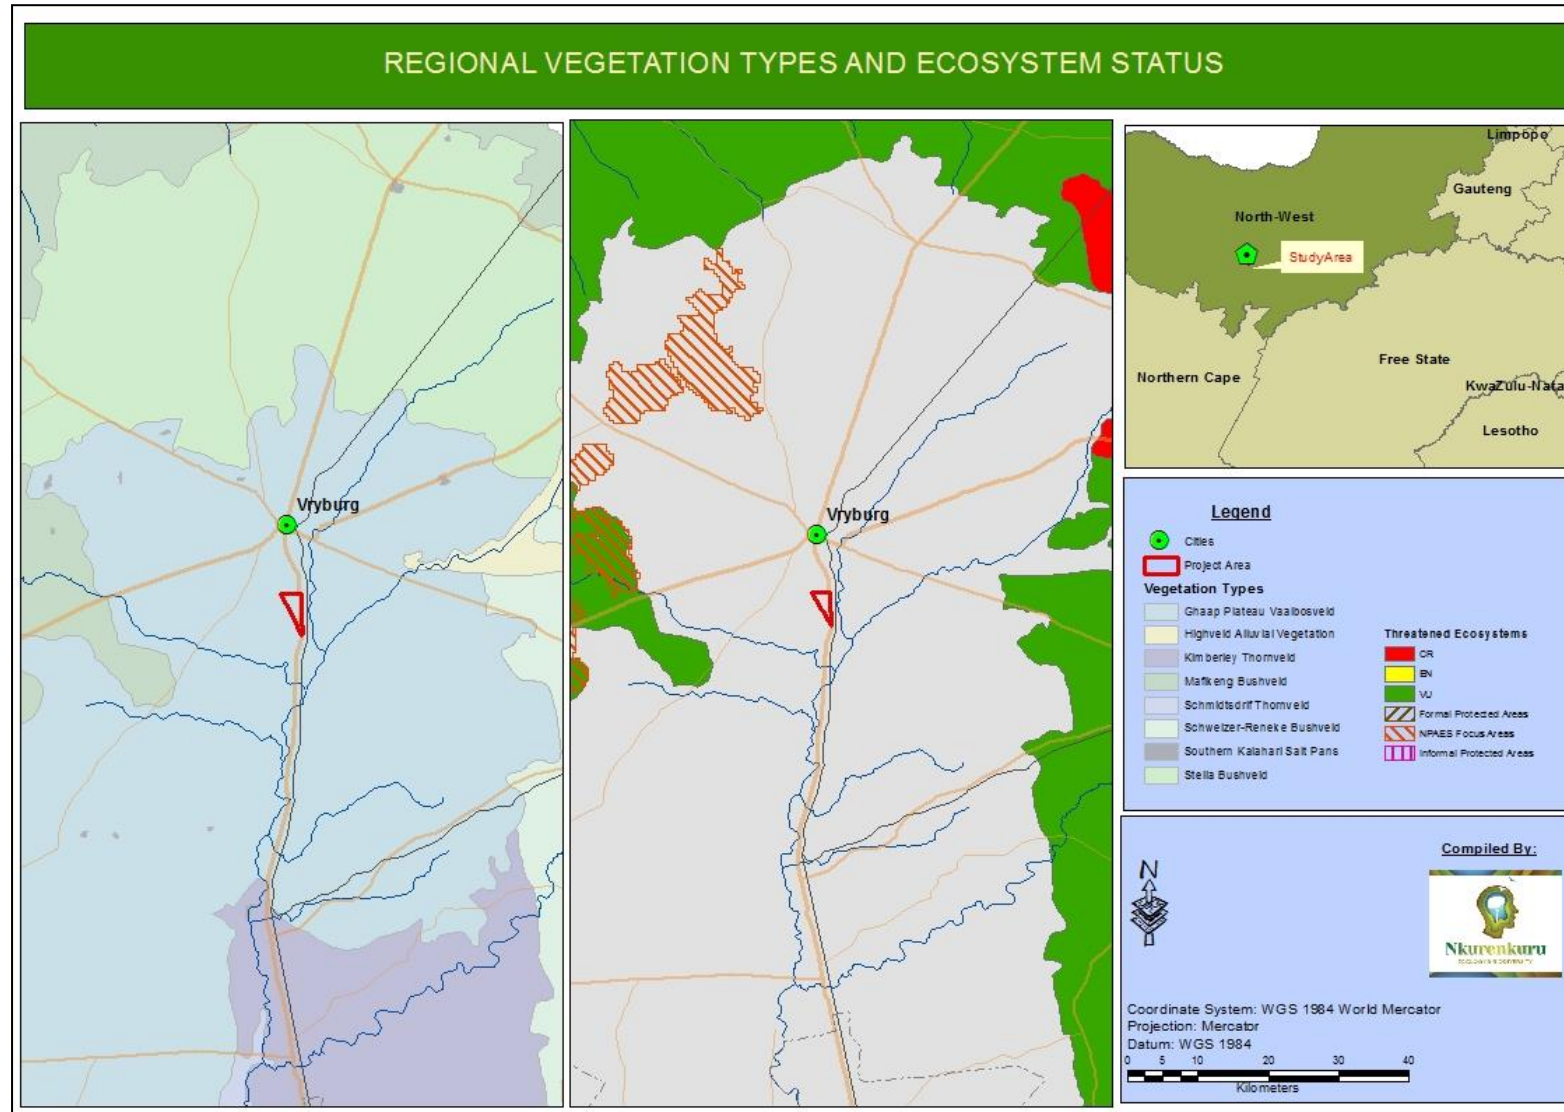 REGIONAL VEGETATION TYPES AND ECOSYSTEM STATUS
Vryburg
Vryburg
Limpopo
Gauteng
North-West
StudyArea
Free State
Northern Cape
KwaZulu-Nata
Lesotho
Legend
Cities
Project Area
Vegetation Types
Ghaap Plateau Vaalbosveld
Highveld Alluvial Vegetation
Kimberley Thornveld
Mafikeng Bushveld
Schmidtsdrif Thornveld
Schweizer-Reneke Bushveld
Southern Kalahari Salt Pans
Stella Bushveld
Threatened Ecosystems
CR
EN
VU
Formal Protected Areas
NPAES Focus Areas
Informal Protected Areas
N
Compiled By:
Nkurenkuru
Coordinate System: WGS 1984 World Mercator
Projection: Mercator
Datum: WGS 1984
0 5 10 20 30 40
Kilometers